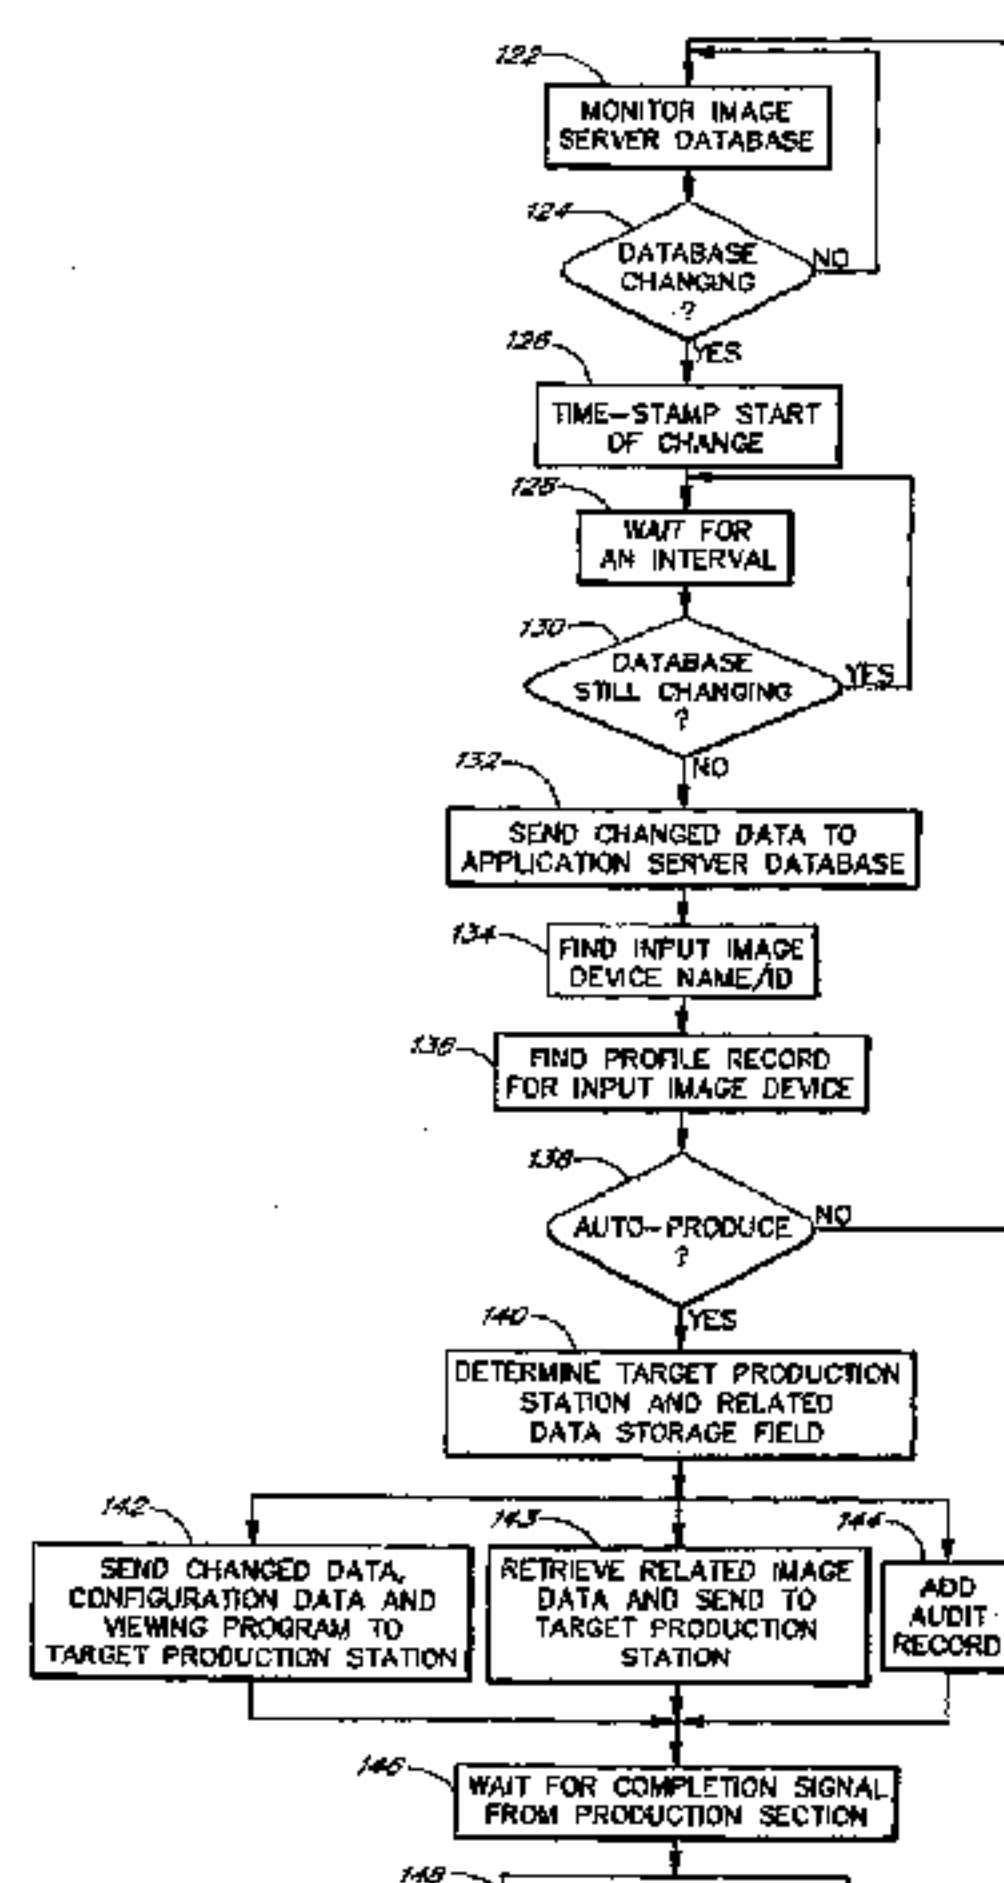 122
MONITOR IMAGE
SERVER DATABASE
124
DATABASE
CHANGING
?
NO
YES
126
TIME-STAMP START
OF CHANGE
128
WAIT FOR
AN INTERVAL
130
DATABASE
STILL CHANGING
?
YES
NO
132
SEND CHANGED DATA TO
APPLICATION SERVER DATABASE
134
FIND INPUT IMAGE
DEVICE NAME/ID
136
FIND PROFILE RECORD
FOR INPUT IMAGE DEVICE
138
AUTO-PRODUCE
?
NO
YES
140
DETERMINE TARGET PRODUCTION
STATION AND RELATED
DATA STORAGE FIELD
142
SEND CHANGED DATA,
CONFIGURATION DATA AND
VIEWING PROGRAM TO
TARGET PRODUCTION STATION
143
RETRIEVE RELATED IMAGE
DATA AND SEND TO
TARGET PRODUCTION
STATION
144
ADD
AUDIT
RECORD
146
WAIT FOR COMPLETION SIGNAL
FROM PRODUCTION SECTION
148